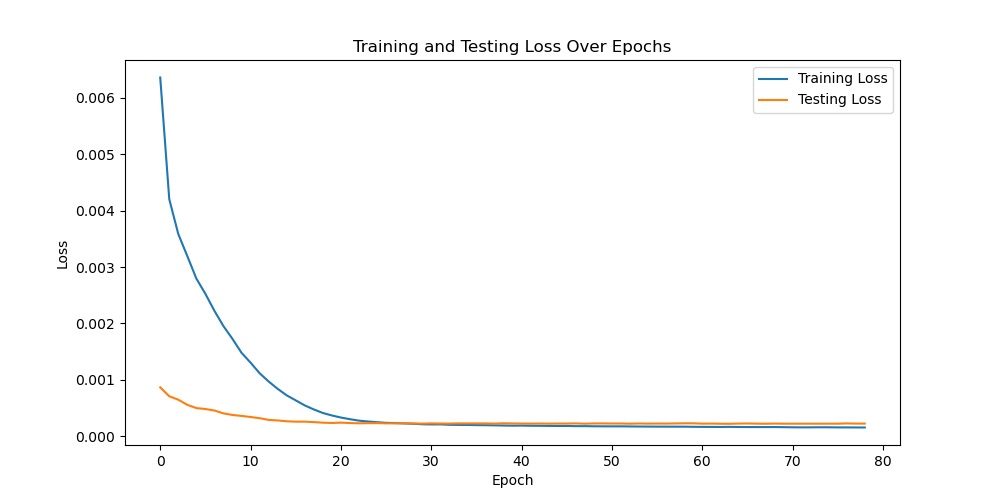 Training and Testing Loss Over Epochs
Training Loss
Testing Loss
0.006
0.005
0.004
0.003
0.002
0.001
0.000
Loss
0 10 20 30 40 50 60 70 80
Epoch